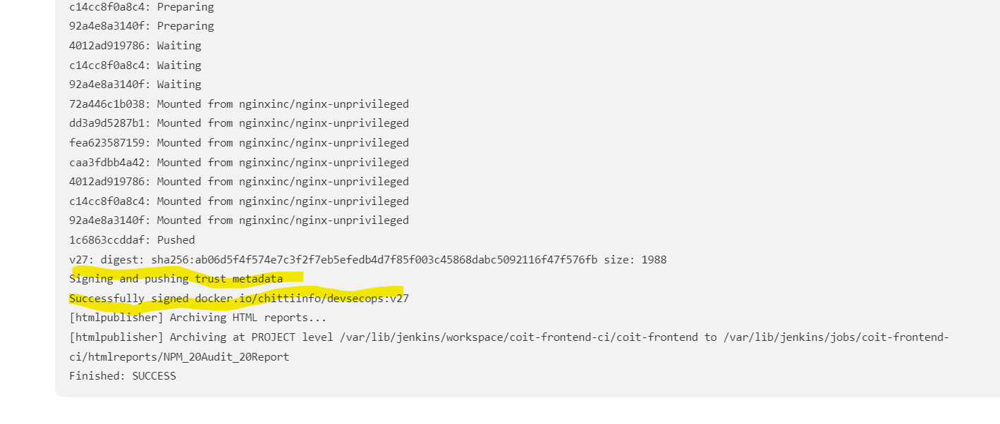 c14cc8f0a8c4: Preparing
92a4e8a3140f: Preparing
4012ad919786: Waiting
c14cc8f0a8c4: Waiting
92a4e8a3140f: Waiting
72a446c1b038: Mounted from nginxinc/nginx-unprivileged
dd3a9d5287b1: Mounted from nginxinc/nginx-unprivileged
fea623587159: Mounted from nginxinc/nginx-unprivileged
caa3fdbb4a42: Mounted from nginxinc/nginx-unprivileged
4012ad919786: Mounted from nginxinc/nginx-unprivileged
c14cc8f0a8c4: Mounted from nginxinc/nginx-unprivileged
92a4e8a3140f: Mounted from nginxinc/nginx-unprivileged
1c6863ccddaf: Pushed
v27: digest: sha256:ab06d5f4f574e7c3f2f7eb5efedb4d7f85f003c45868dabc5092116f47f576fb size: 1988
Signing and pushing trust metadata
Successfully signed docker.io/chittiinfo/devsecops:v27
[htmlpublisher] Archiving HTML reports...
[htmlpublisher] Archiving at PROJECT level /var/lib/jenkins/workspace/coit-frontend-ci/coit-frontend to /var/lib/jenkins/jobs/coit-frontend-
ci/htmlreports/NPM_20Audit_20Report
Finished: SUCCESS